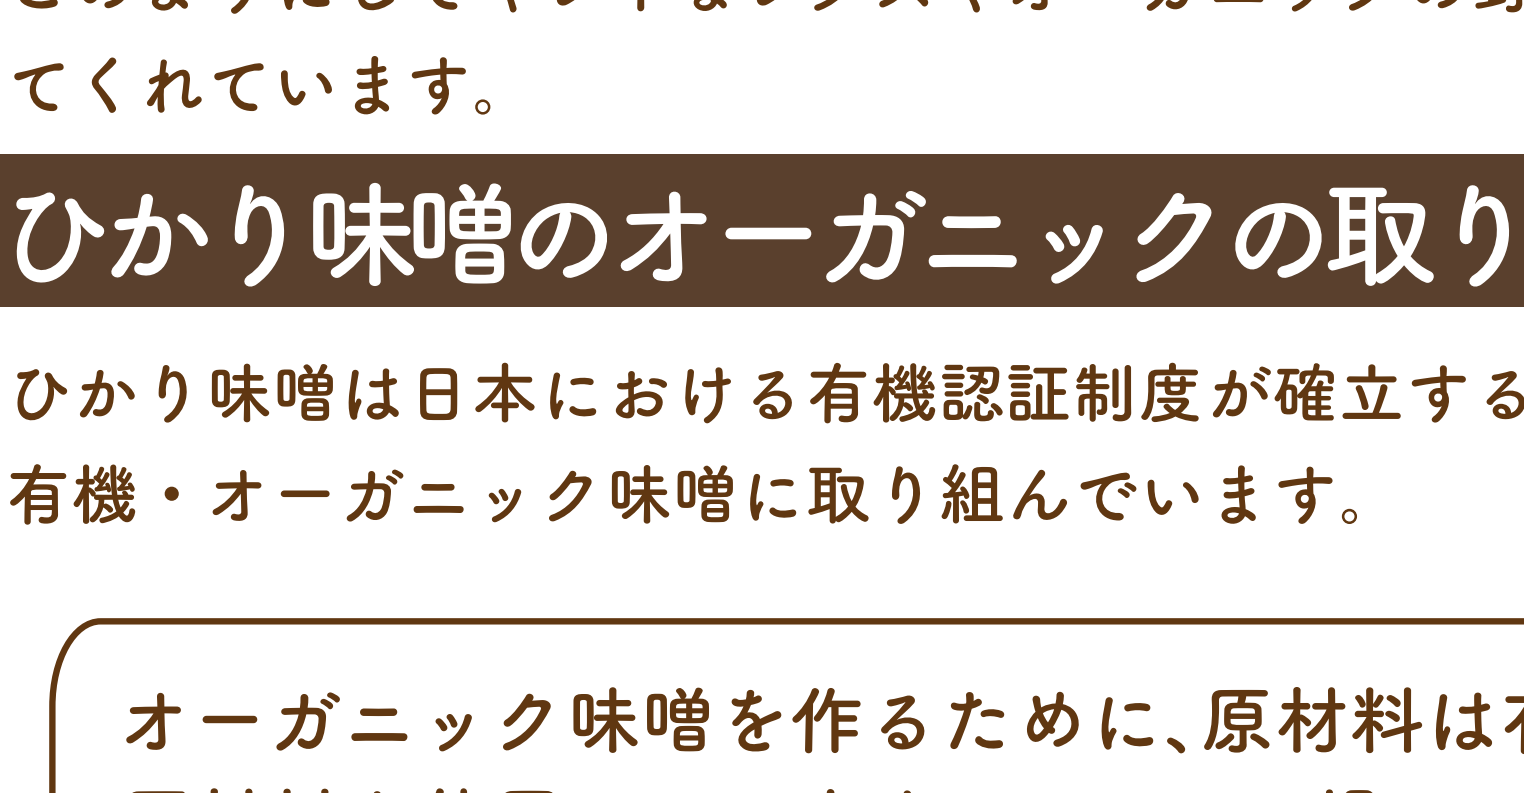 てくれています。
ひかり味噌のオーガニックの取り
ひかり味噌は日本における有機認証制度が確立する
有機・オーガニック味噌に取り組んでいます。
オーガニック味噌を作るために、原材料は